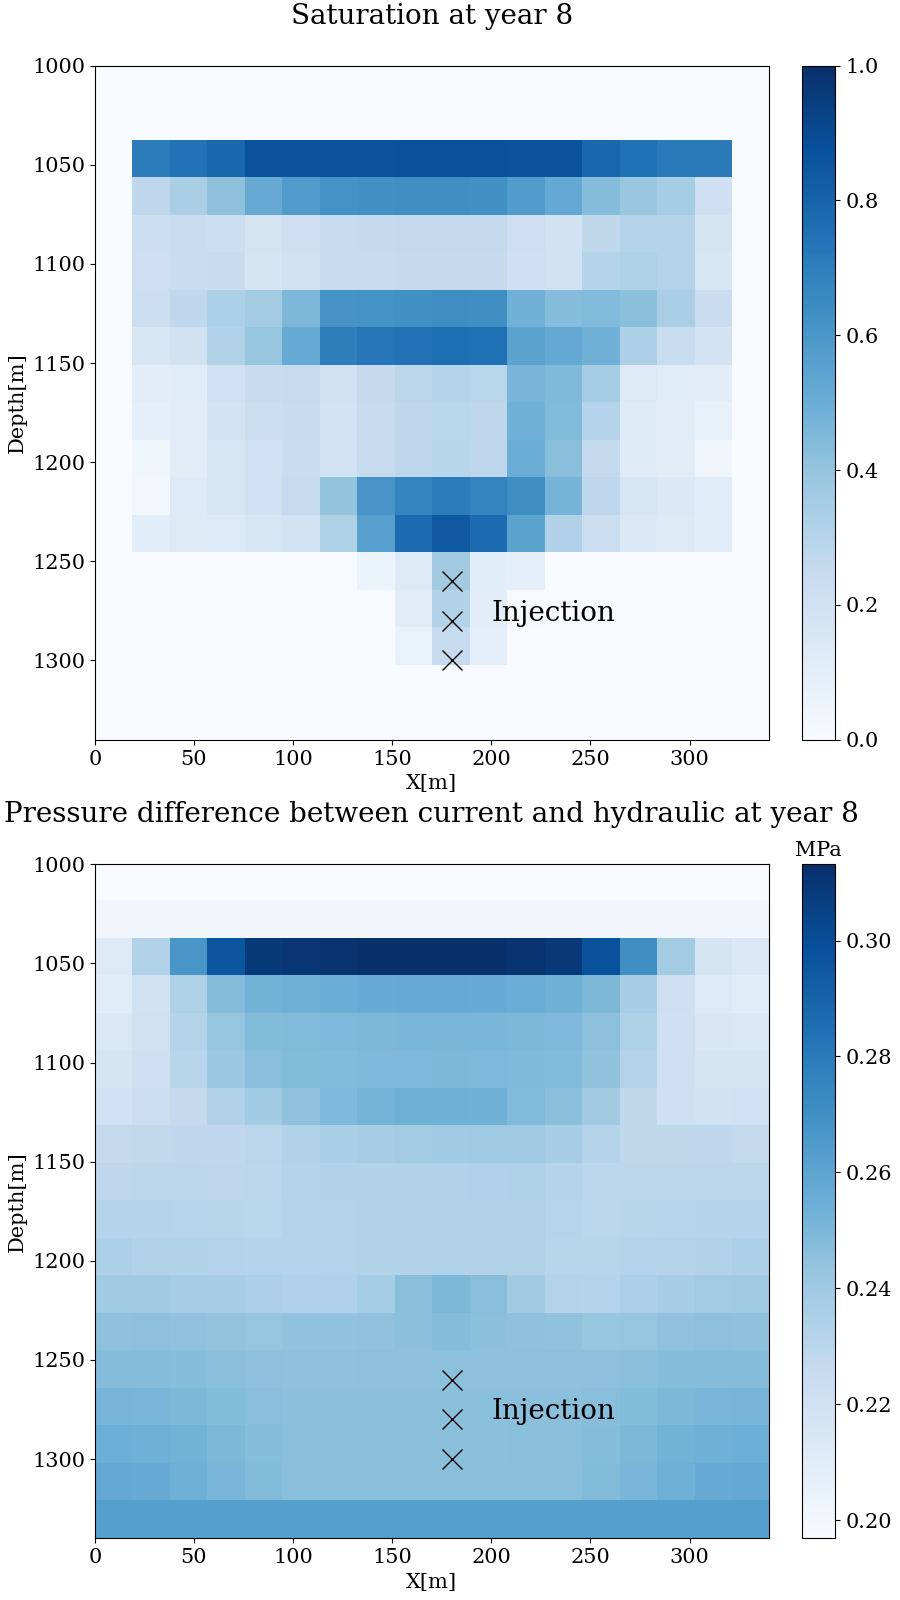 Saturation at year 8
1000
1050
1100
1150
1200
1250
1300
Depth[m]
Injection
0 50 100 150 200 250 300
X[m]
1.0
0.8
0.6
0.4
0.2
0.0
Pressure difference between current and hydraulic at year 8
MPa
1000
1050
1100
1150
1200
1250
1300
Depth[m]
Injection
0 50 100 150 200 250 300
X[m]
0.30
0.28
0.26
0.24
0.22
0.20